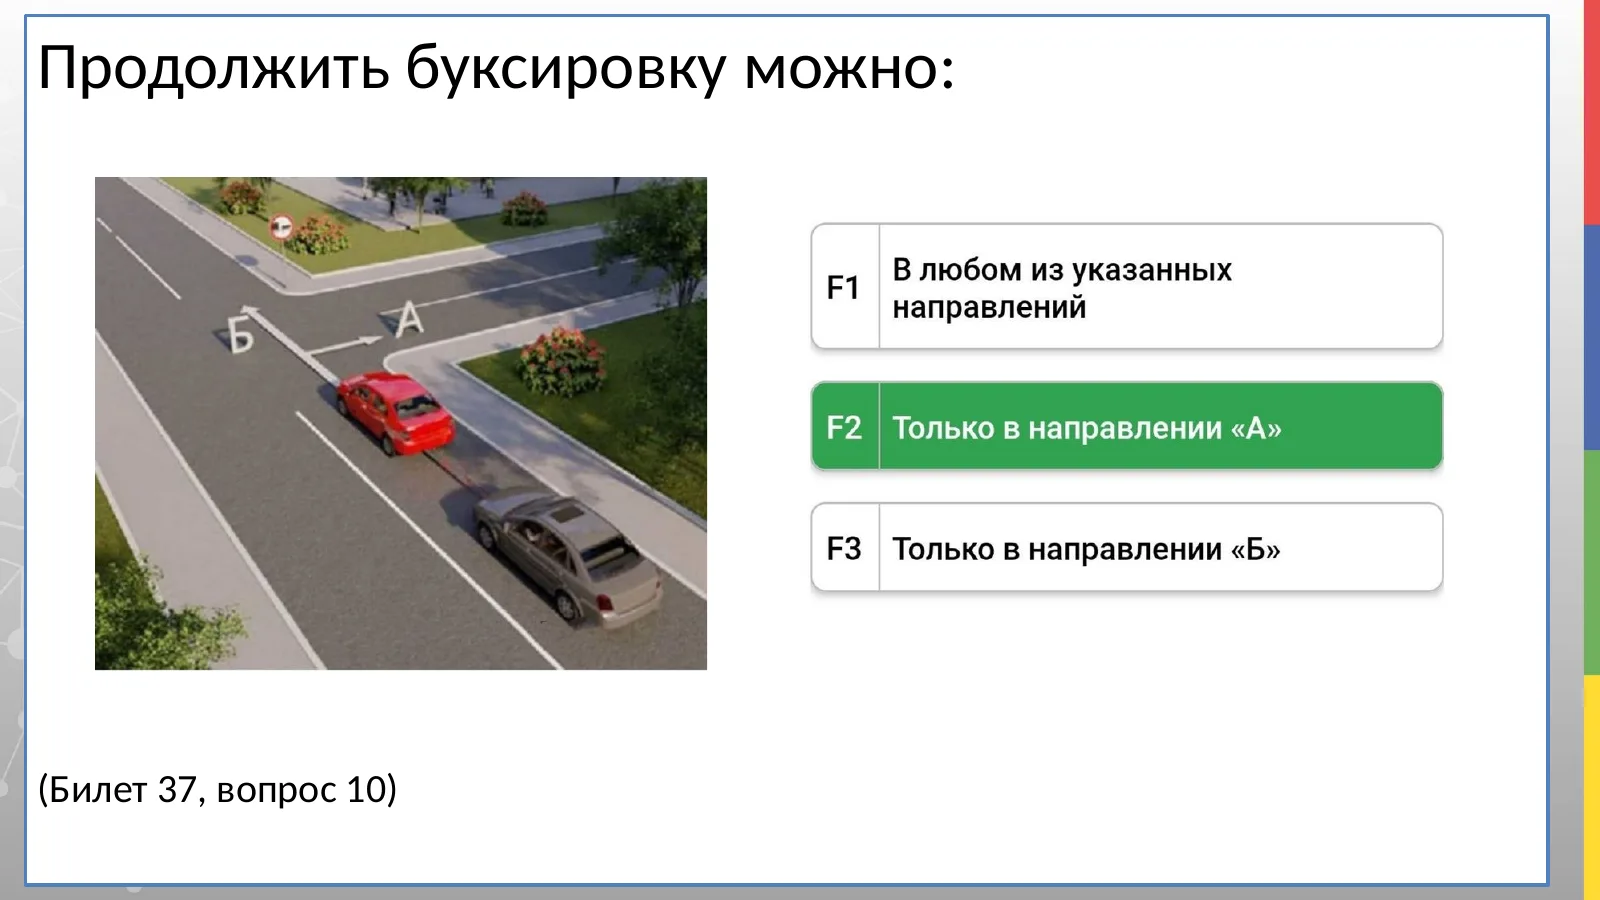 Продолжить буксировку можно:
Б
А
F1
В любом из указанных
направлений
F2
Только в направлении «А»
F3
Только в направлении «Б»
(Билет 37, вопрос 10)